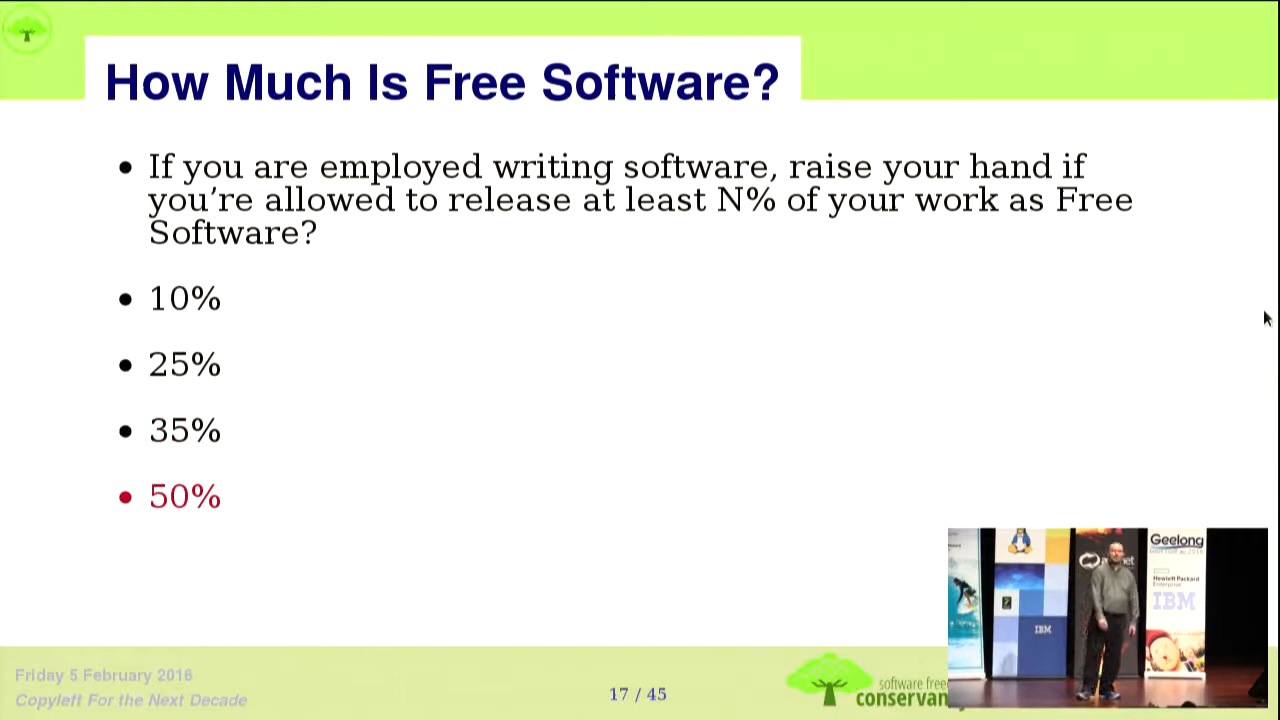 How Much Is Free Software?
• If you are employed writing software, raise your hand if
you're allowed to release at least N% of your work as Free
Software?
• 10%
• 25%
• 35%
• 50%
Friday 5 February 2016
Copyleft For the Next Decade
17 / 45
software free
conservan
Geelong
Hewlett Packard
Enterprise
IBM
IBM